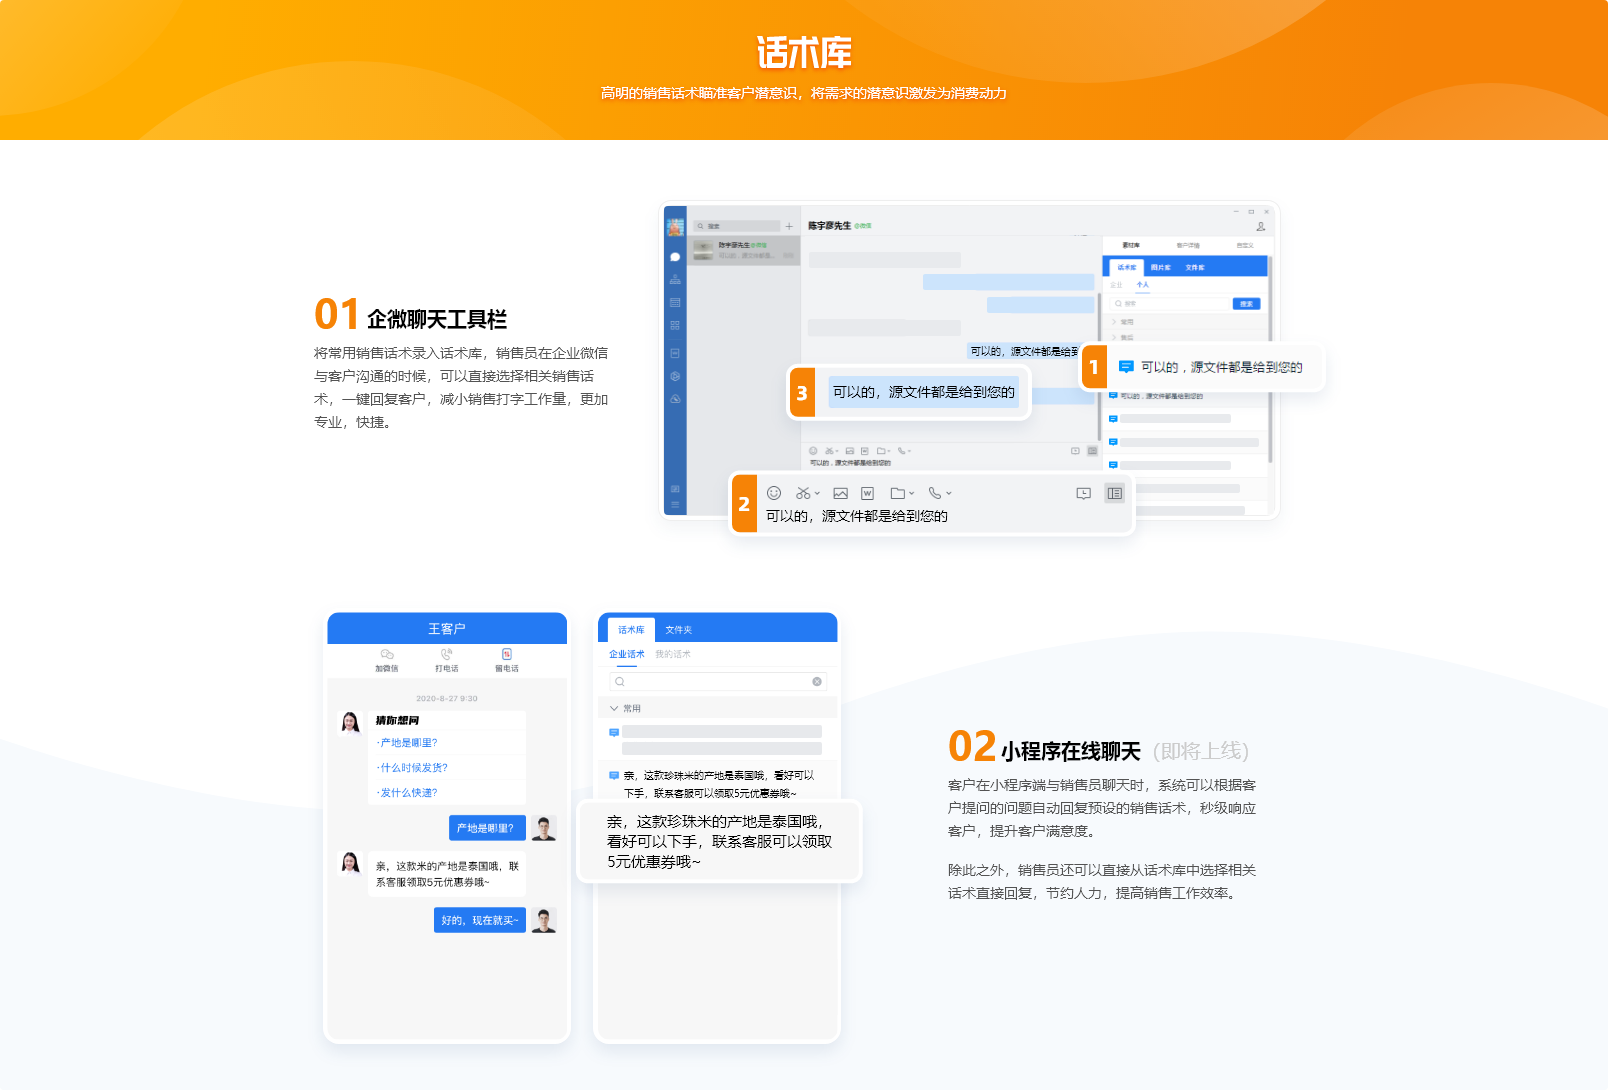 话术库
高明的销售话术瞄准客户潜意识，将需求的潜意识激发为消费动力
01 企微聊天工具栏
将常用销售话术录入话术库，销售员在企业微信
与客户沟通的时候，可以直接选择相关销售话
术，一键回复客户，减小销售打字工作量，更加
专业，快捷。
搜索
陈宇彦先生@微信
可以的，源文件都是...
陈宇彦先生 @微信
素材库 客户详情 自定义
话术库 图片库 文件库
企业 个人
搜索 搜索
常用
售后
可以的，源文件都是给
1 可以的，源文件都是给到您的
可以的，源文件都是给到您的
3 可以的，源文件都是给到您的
可以的，源文件都是给到您的
2 可以的，源文件都是给到您的
王客户
加微信 打电话 留电话
2020-8-27 9:30
猜你想问
·产地是哪里?
·什么时候发货?
·发什么快递?
产地是哪里?
亲，这款米的产地是泰国哦，联
系客服领取5元优惠券哦~
好的，现在就买~
话术库 文件夹
企业话术 我的话术
常用
亲，这款珍珠米的产地是泰国哦，看好可以
下手，联系客服可以领取5元优惠券哦~
亲，这款珍珠米的产地是泰国哦，
看好可以下手，联系客服可以领取
5元优惠券哦~
02 小程序在线聊天（即将上线）
客户在小程序端与销售员聊天时，系统可以根据客
户提问的问题自动回复预设的销售话术，秒级响应
客户，提升客户满意度。
除此之外，销售员还可以直接从话术库中选择相关
话术直接回复，节约人力，提高销售工作效率。